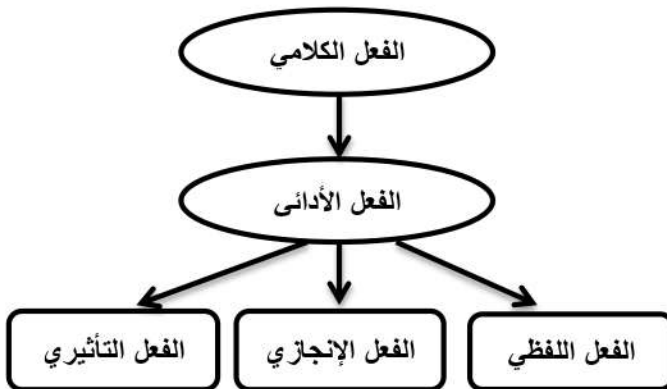 الفعل الكلامي
الفعل الأدائى
الفعل اللفظي
الفعل الإنجازي
الفعل التأثيري